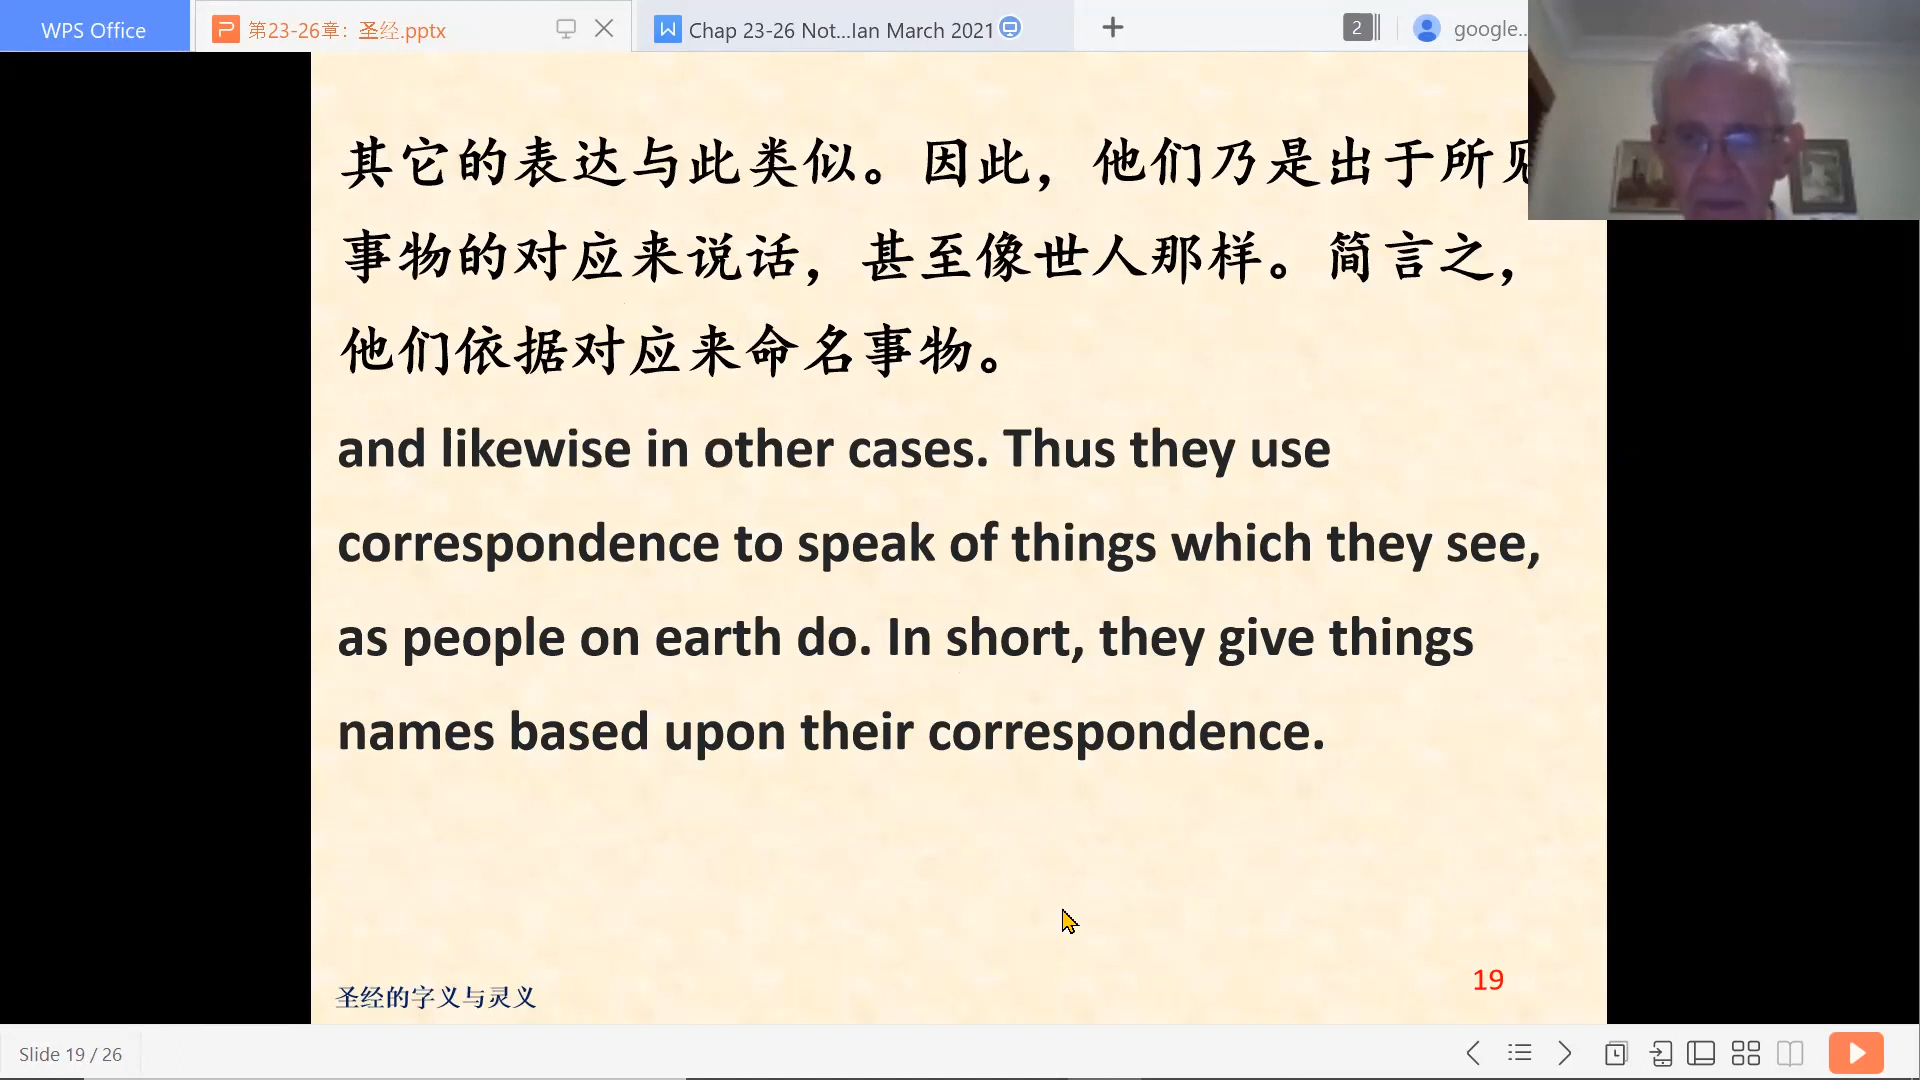 WPS Office
第23-26章：圣经.pptx
Chap 23-26 Not...Ian March 2021
2
google..
其它的表达与此类似。因此，他们乃是出于所见
事物的对应来说话，甚至像世人那样。简言之，
他们依据对应来命名事物。
and likewise in other cases. Thus they use
correspondence to speak of things which they see,
as people on earth do. In short, they give things
names based upon their correspondence.
圣经的字义与灵义
19
Slide 19 / 26